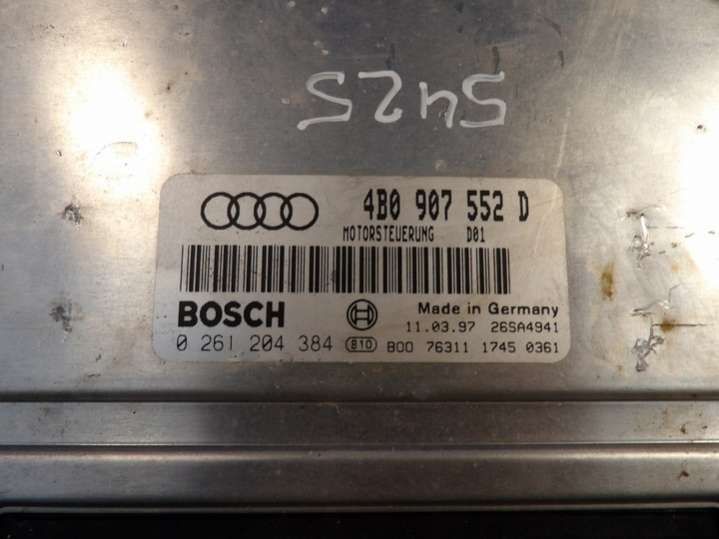 5425
4B0 907 552 D
MOTORSTEUERUNG D01
BOSCH
Made in Germany
11.03.97 26SA4941
0 261 204 384 810 B00 76311 1745 0361